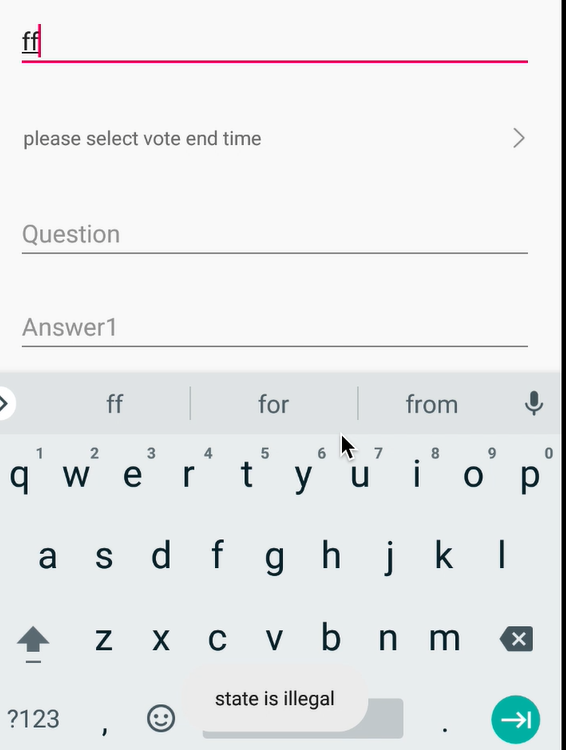 ff
please select vote end time
Question
Answer1
ff for from
1 2 3 4 5 6 7 8 9 0
q w e r t y u i o p
a s d f g h j k l
z x c v b n m
state is illegal
?123 , .